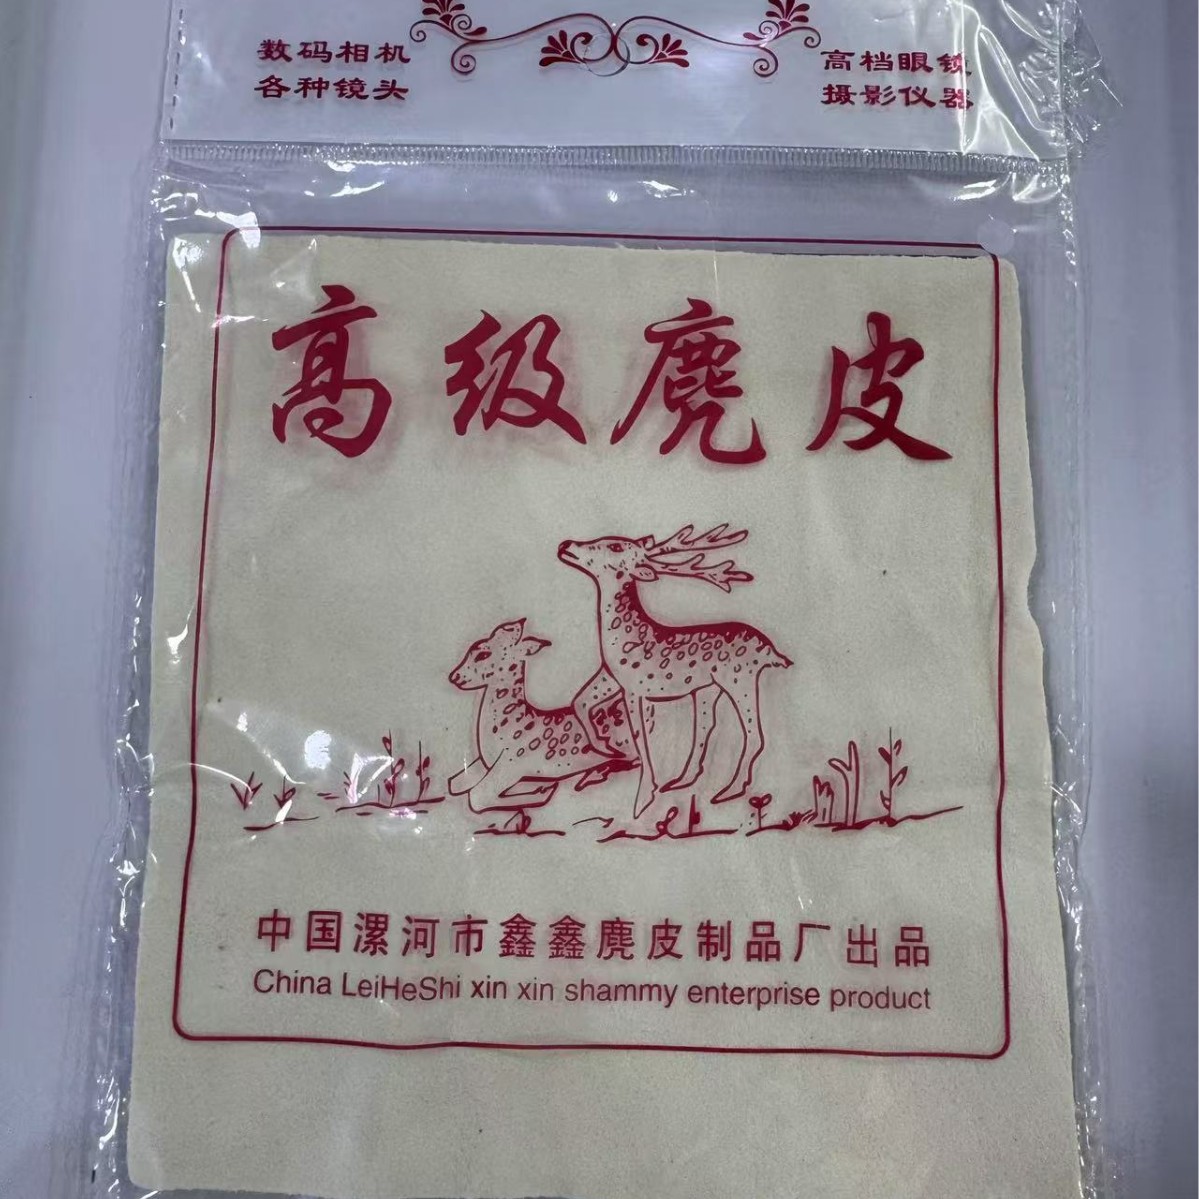 数码相机
各种镜头
高档眼镜
摄影仪器
高级麂皮
中国漯河市鑫鑫麂皮制品厂出品
China LeiHeShi xin xin shammy enterprise product